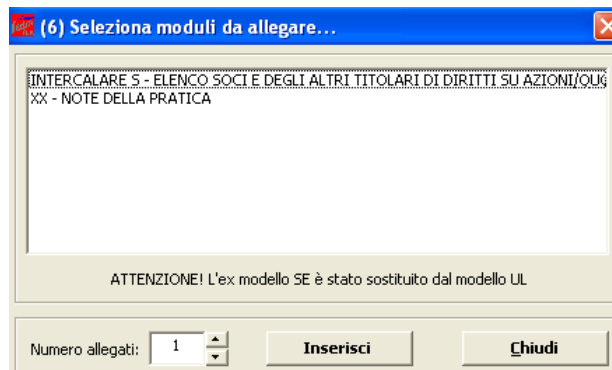 (6) Seleziona moduli da allegare...
INTERCALARE S - ELENCO SOCI E DEGLI ALTRI TITOLARI DI DIRITTI SU AZIONI/QUO
XX - NOTE DELLA PRATICA
ATTENZIONE! L'ex modello SE è stato sostituito dal modello UL
Numero allegati: 1 Inserisci Chiudi